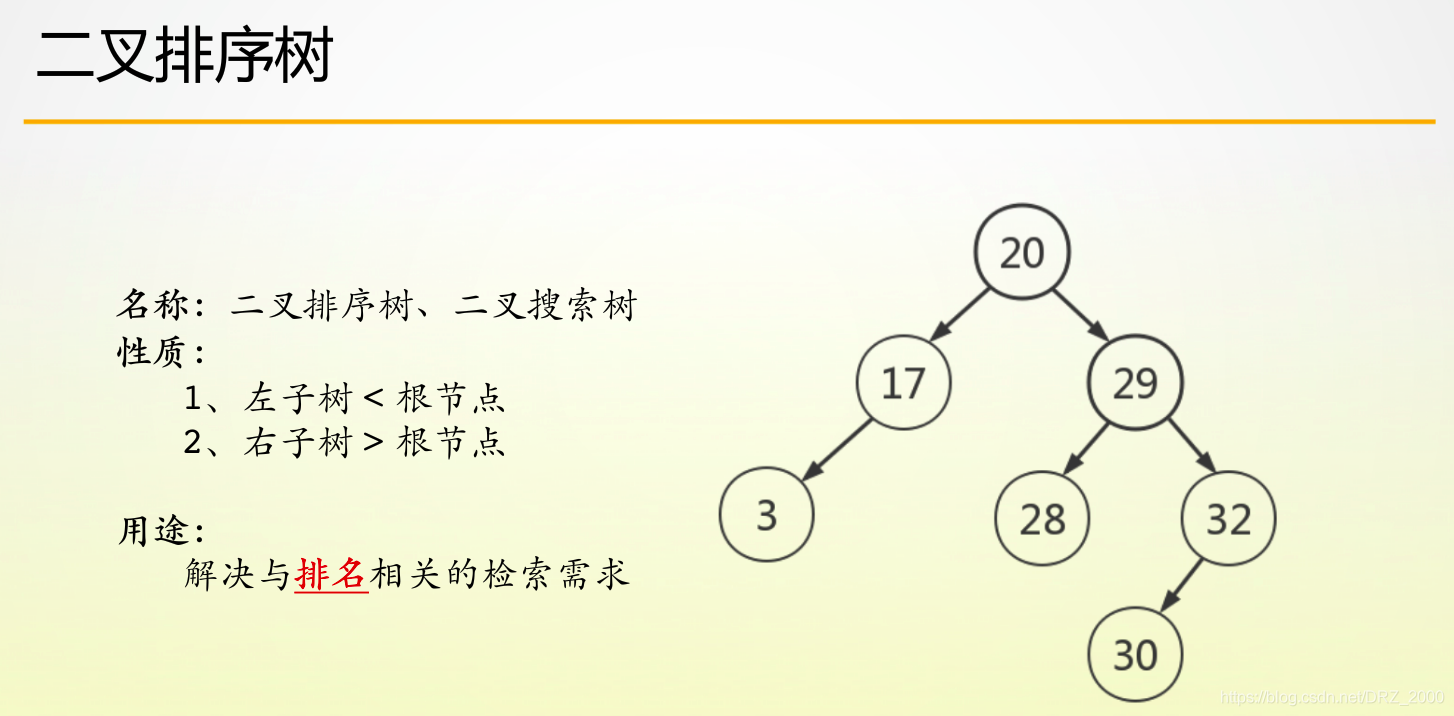 二叉排序树
名称：二叉排序树、二叉搜索树
性质：
1、左子树 < 根节点
2、右子树 > 根节点
用途：
解决与排名相关的检索需求
20
17
29
3
28
32
30
https://blog.csdn.net/DRZ_2000